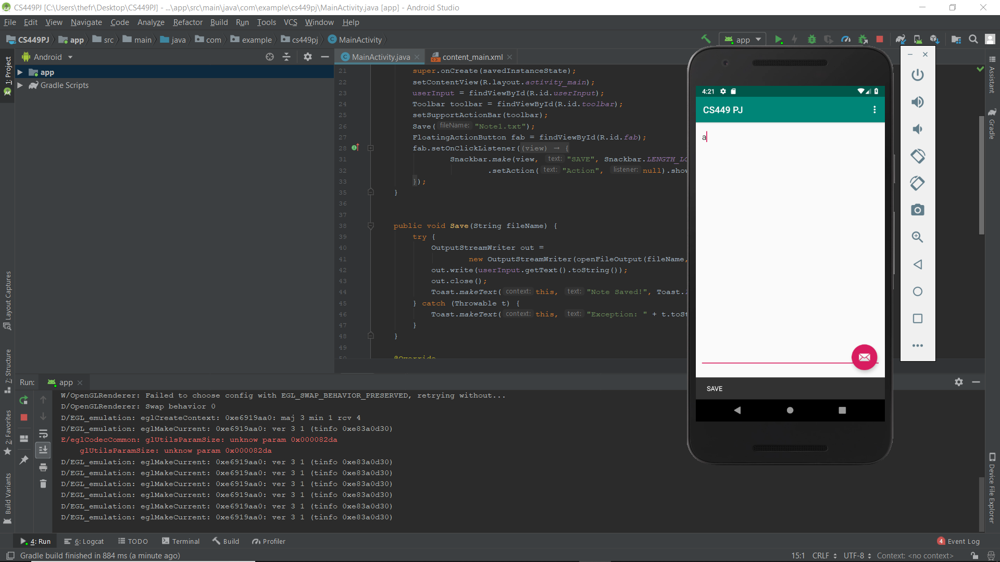 CS449PJ [C:\Users\thefr\Desktop\CS449PJ] - ...\app\src\main\java\com\example\cs449pj\MainActivity.java [app] - Android Studio
File Edit View Navigate Code Analyze Refactor Build Run Tools VCS Window Help
CS449PJ app src main java com example cs449pj MainActivity app
Android
MainActivity.java content_main.xml
app
Gradle Scripts
1: Project
Layout Captures
7: Structure
2: Favorites
Build Variants
21 super.onCreate(savedInstanceState);
22 setContentView(R.layout.activity_main);
23 userInput = findViewById(R.id.userInput);
24 Toolbar toolbar = findViewById(R.id.toolbar);
25 setSupportActionBar(toolbar);
26 Save( fileName: "Note1.txt");
27 FloatingActionButton fab = findViewById(R.id.fab);
28 fab.setOnClickListener((view) → {
31 Snackbar.make(view, text: "SAVE", Snackbar.LENGTH_LO
32 .setAction( text: "Action", listener: null).show
33 });
35 }
36
37
38 public void Save(String fileName) {
39 try {
40 OutputStreamWriter out =
41 new OutputStreamWriter(openFileOutput(fileName,
42 out.write(userInput.getText().toString());
43 out.close();
44 Toast.makeText( context: this, text: "Note Saved!", Toast.
45 } catch (Throwable t) {
46 Toast.makeText( context: this, text: "Exception: " + t.toSt
47 }
48 }
49
50 @Override
4:21
CS449 PJ
a
SAVE
Assistant
Gradle
Device File Explorer
Run: app
W/OpenGLRenderer: Failed to choose config with EGL_SWAP_BEHAVIOR_PRESERVED, retrying without...
D/OpenGLRenderer: Swap behavior 0
D/EGL_emulation: eglCreateContext: 0xe6919aa0: maj 3 min 1 rcv 4
D/EGL_emulation: eglMakeCurrent: 0xe6919aa0: ver 3 1 (tinfo 0xe83a0d30)
E/eglCodecCommon: glUtilsParamSize: unknow param 0x000082da
glUtilsParamSize: unknow param 0x000082da
D/EGL_emulation: eglMakeCurrent: 0xe6919aa0: ver 3 1 (tinfo 0xe83a0d30)
D/EGL_emulation: eglMakeCurrent: 0xe6919aa0: ver 3 1 (tinfo 0xe83a0d30)
D/EGL_emulation: eglMakeCurrent: 0xe6919aa0: ver 3 1 (tinfo 0xe83a0d30)
D/EGL_emulation: eglMakeCurrent: 0xe6919aa0: ver 3 1 (tinfo 0xe83a0d30)
D/EGL_emulation: eglMakeCurrent: 0xe6919aa0: ver 3 1 (tinfo 0xe83a0d30)
D/EGL_emulation: eglMakeCurrent: 0xe6919aa0: ver 3 1 (tinfo 0xe83a0d30)
4: Run 6: Logcat TODO Terminal Build Profiler 4 Event Log
Gradle build finished in 884 ms (a minute ago) 15:1 CRLF UTF-8 Context: <no context>